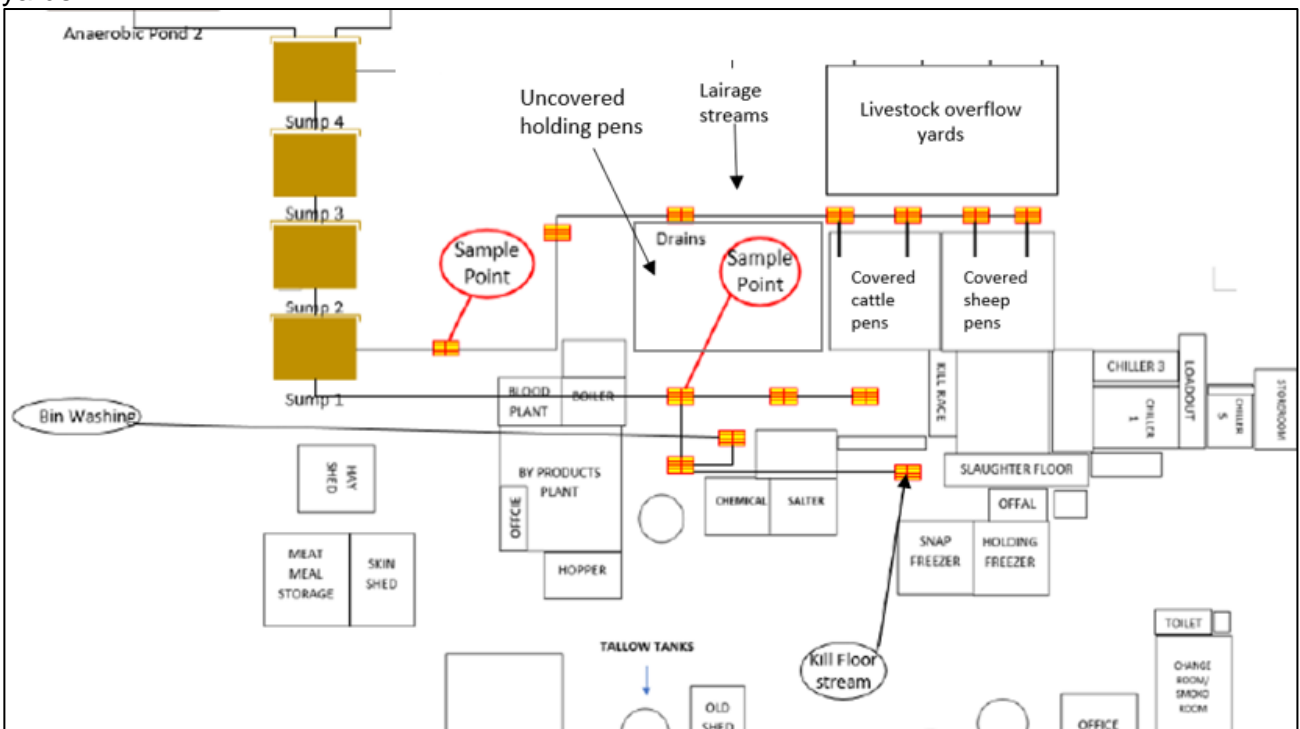 Anaerobic Pond 2
Sump 4
Sump 3
Sump 2
Sump 1
Uncovered
holding pens
Lairage
streams
Livestock overflow
yards
Sample
Point
Drains
Sample
Point
Covered
cattle
pens
Covered
sheep
pens
Bin Washing
BLOOD
PLANT
BOILER
KILL RACE
CHILLER 3
LOADOUT
CHILLER
1
CHILLER
5
STOREROOM
HAY
SHED
BY PRODUCTS
PLANT
OFFCIE
HOPPER
CHEMICAL
SALTER
SLAUGHTER FLOOR
OFFAL
SNAP
FREEZER
HOLDING
FREEZER
MEAT
MEAL
STORAGE
SKIN
SHED
TALLOW TANKS
Kill Floor
stream
OLD
SHED
TOILET
CHANGE
ROOM/
SMOKO
ROOM
OFFICE